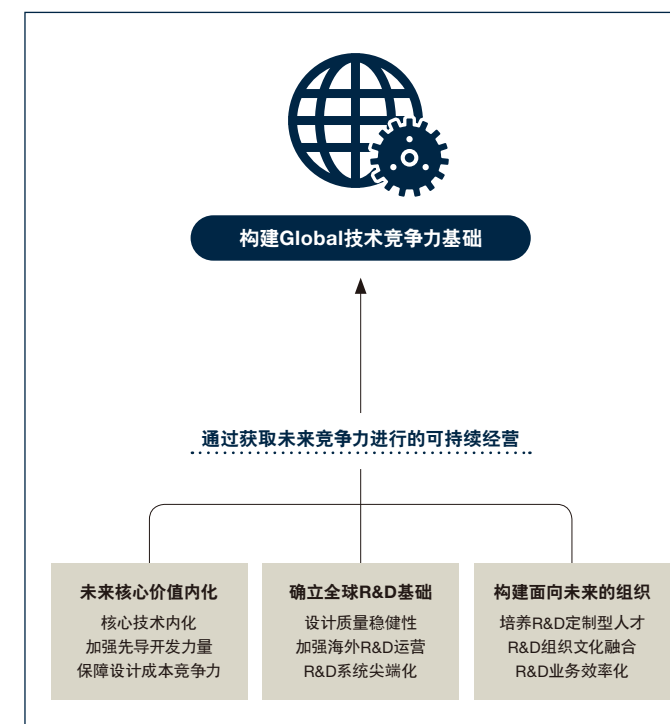 构建Global技术竞争力基础
通过获取未来竞争力进行的可持续经营
未来核心价值内化
核心技术内化
加强先导开发力量
保障设计成本竞争力
确立全球R&D基础
设计质量稳健性
加强海外R&D运营
R&D系统尖端化
构建面向未来的组织
培养R&D定制型人才
R&D组织文化融合
R&D业务效率化